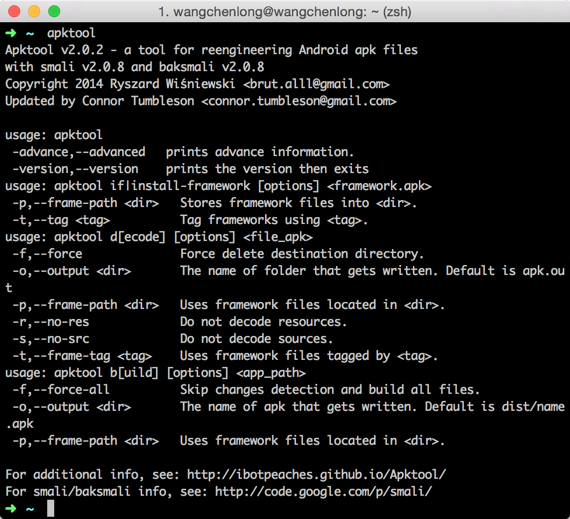 1. wangchenlong@wangchenlong: ~ (zsh)
➜ ~ apktool
Apktool v2.0.2 - a tool for reengineering Android apk files
with smali v2.0.8 and baksmali v2.0.8
Copyright 2014 Ryszard Wiśniewski <brut.alll@gmail.com>
Updated by Connor Tumbleson <connor.tumbleson@gmail.com>

usage: apktool
 -advance,--advanced   prints advance information.
 -version,--version    prints the version then exits
usage: apktool if|install-framework [options] <framework.apk>
 -p,--frame-path <dir>   Stores framework files into <dir>.
 -t,--tag <tag>          Tag frameworks using <tag>.
usage: apktool d[ecode] [options] <file_apk>
 -f,--force              Force delete destination directory.
 -o,--output <dir>       The name of folder that gets written. Default is apk.ou
t
 -p,--frame-path <dir>   Uses framework files located in <dir>.
 -r,--no-res             Do not decode resources.
 -s,--no-src             Do not decode sources.
 -t,--frame-tag <tag>    Uses framework files tagged by <tag>.
usage: apktool b[uild] [options] <app_path>
 -f,--force-all          Skip changes detection and build all files.
 -o,--output <dir>       The name of apk that gets written. Default is dist/name
.apk
 -p,--frame-path <dir>   Uses framework files located in <dir>.

For additional info, see: http://ibotpeaches.github.io/Apktool/
For smali/baksmali info, see: http://code.google.com/p/smali/
➜ ~